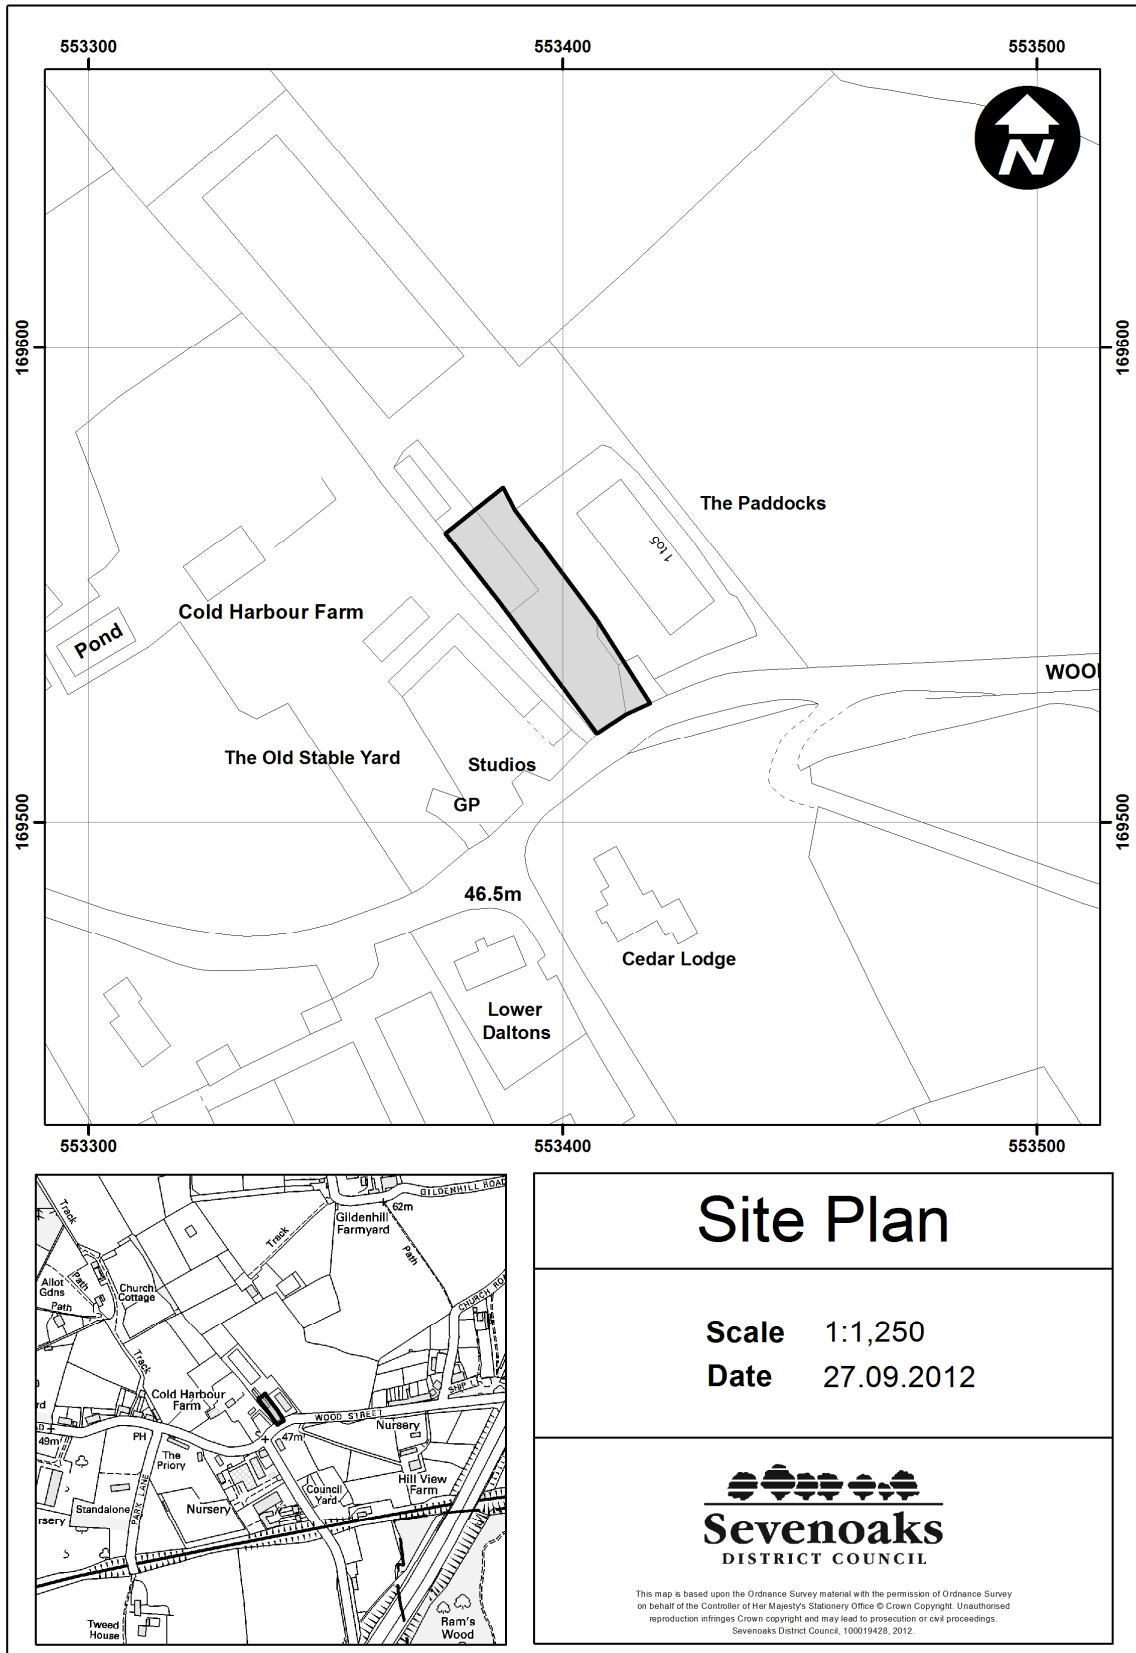 553300
553400
553500
169600
169600
N
The Paddocks
1 to5
Cold Harbour Farm
Pond
WOO
The Old Stable Yard
Studios
GP
169500
169500
46.5m
Cedar Lodge
Lower
Daltons
553300
553400
553500
GILDENHILL ROAD
62m
Gildenhill
Farmyard
Track
Track
Path
Path
Allot
Gdns
Path
Church
Cottage
CHURCH RO
Track
Cold Harbour
Farm
SHIP L
rd
WOOD STREET
Nursery
49m
PH
47m
The
Priory
Hill View
Farm
Council
Yard
PARK LANE
Standalone
Nursery
rsery
Tweed
House
Ram's
Wood
Site Plan
Scale 1:1,250
Date 27.09.2012
Sevenoaks
DISTRICT COUNCIL
This map is based upon the Ordnance Survey material with the permission of Ordnance Survey
on behalf of the Controller of Her Majesty's Stationery Office © Crown Copyright. Unauthorised
reproduction infringes Crown copyright and may lead to prosecution or civil proceedings.
Sevenoaks District Council, 100019428, 2012.